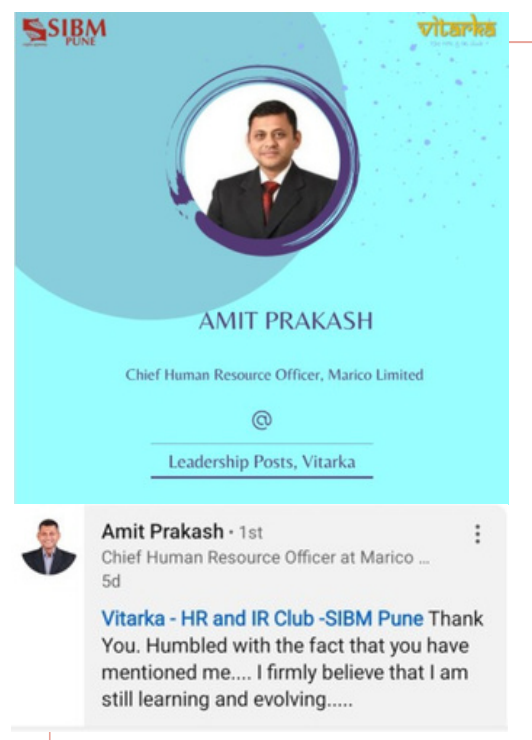 SIBM
PUNE
vitarka
AMIT PRAKASH
Chief Human Resource Officer, Marico Limited
@
Leadership Posts, Vitarka
Amit Prakash • 1st
Chief Human Resource Officer at Marico ...
5d
Vitarka - HR and IR Club -SIBM Pune Thank
You. Humbled with the fact that you have
mentioned me.... I firmly believe that I am
still learning and evolving.....